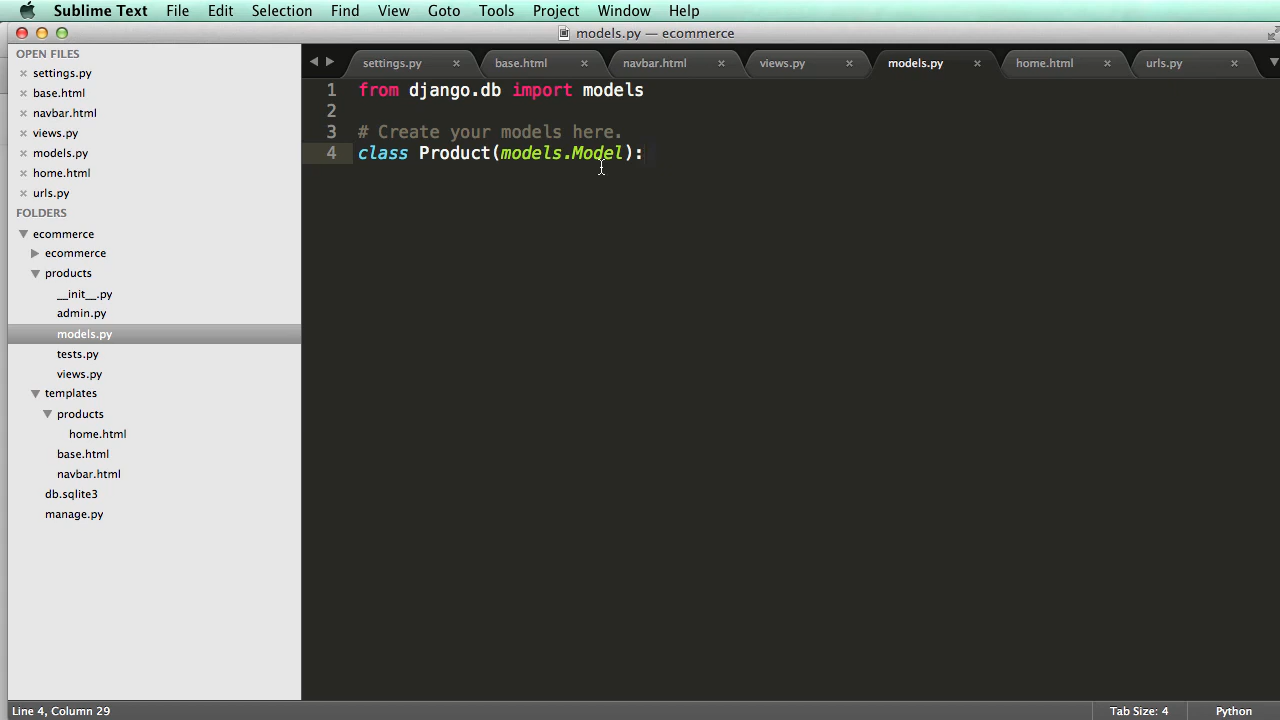 Sublime Text File Edit Selection Find View Goto Tools Project Window Help
models.py — ecommerce
OPEN FILES
settings.py
base.html
navbar.html
views.py
models.py
home.html
urls.py
FOLDERS
ecommerce
ecommerce
products
__init__.py
admin.py
models.py
tests.py
views.py
templates
products
home.html
base.html
navbar.html
db.sqlite3
manage.py
settings.py base.html navbar.html views.py models.py home.html urls.py
1 from django.db import models
2
3 # Create your models here.
4 class Product(models.Model):
Line 4, Column 29 Tab Size: 4 Python